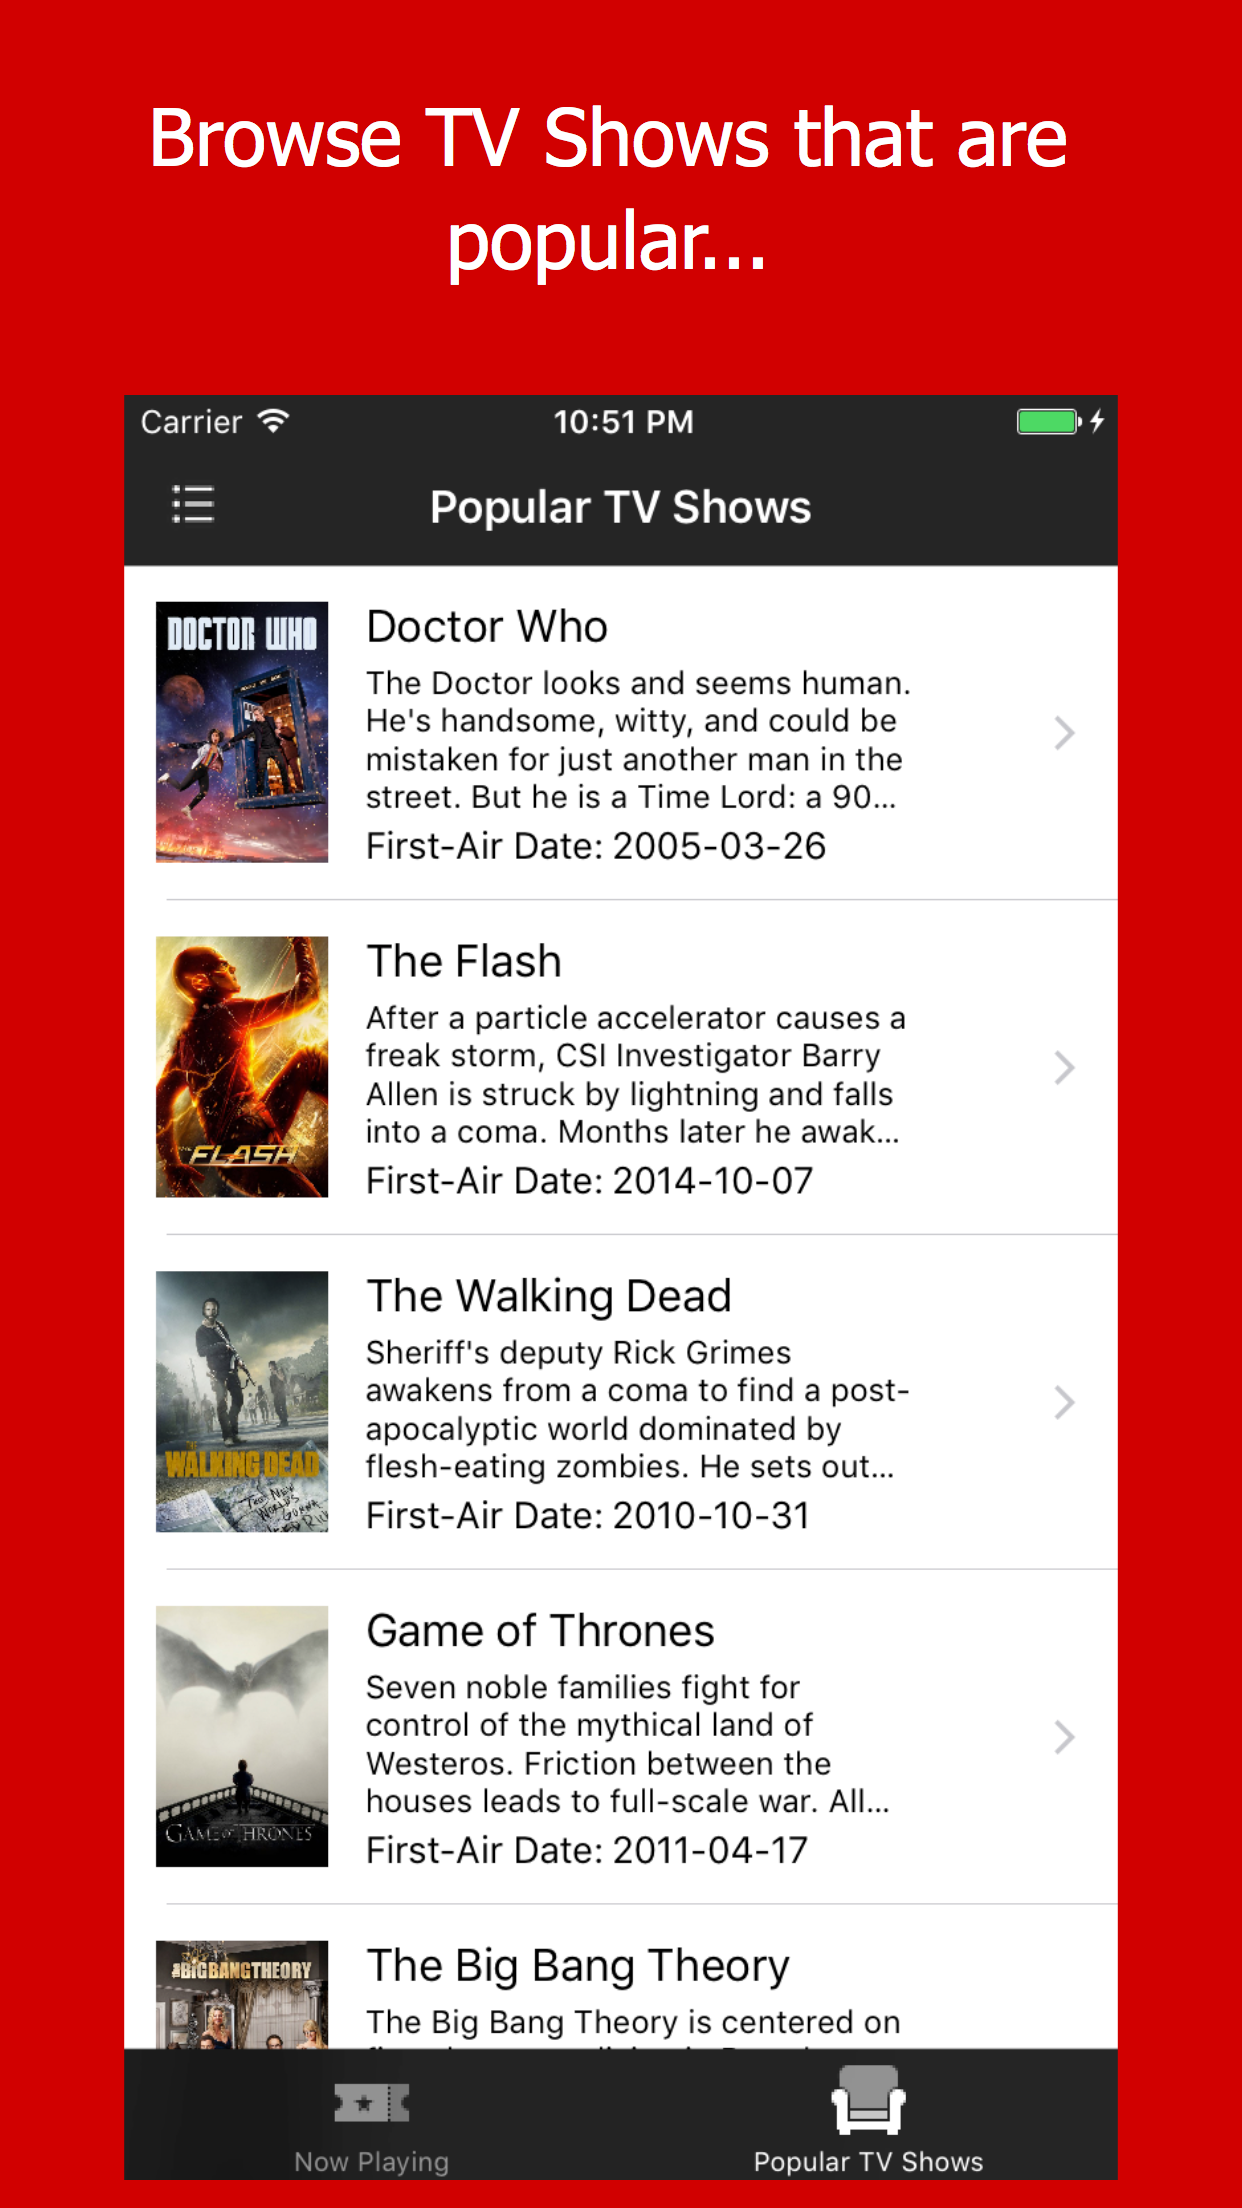 Browse TV Shows that are
popular...
Carrier
10:51 PM
Popular TV Shows
DOCTOR WHO
Doctor Who
The Doctor looks and seems human.
He's handsome, witty, and could be
mistaken for just another man in the
street. But he is a Time Lord: a 90...
First-Air Date: 2005-03-26
FLASH
The Flash
After a particle accelerator causes a
freak storm, CSI Investigator Barry
Allen is struck by lightning and falls
into a coma. Months later he awak...
First-Air Date: 2014-10-07
THE
WALKING DEAD
The Walking Dead
Sheriff's deputy Rick Grimes
awakens from a coma to find a post-
apocalyptic world dominated by
flesh-eating zombies. He sets out...
First-Air Date: 2010-10-31
GAME OF THRONES
Game of Thrones
Seven noble families fight for
control of the mythical land of
Westeros. Friction between the
houses leads to full-scale war. All...
First-Air Date: 2011-04-17
THE BIG BANG THEORY
The Big Bang Theory
The Big Bang Theory is centered on
Now Playing
Popular TV Shows